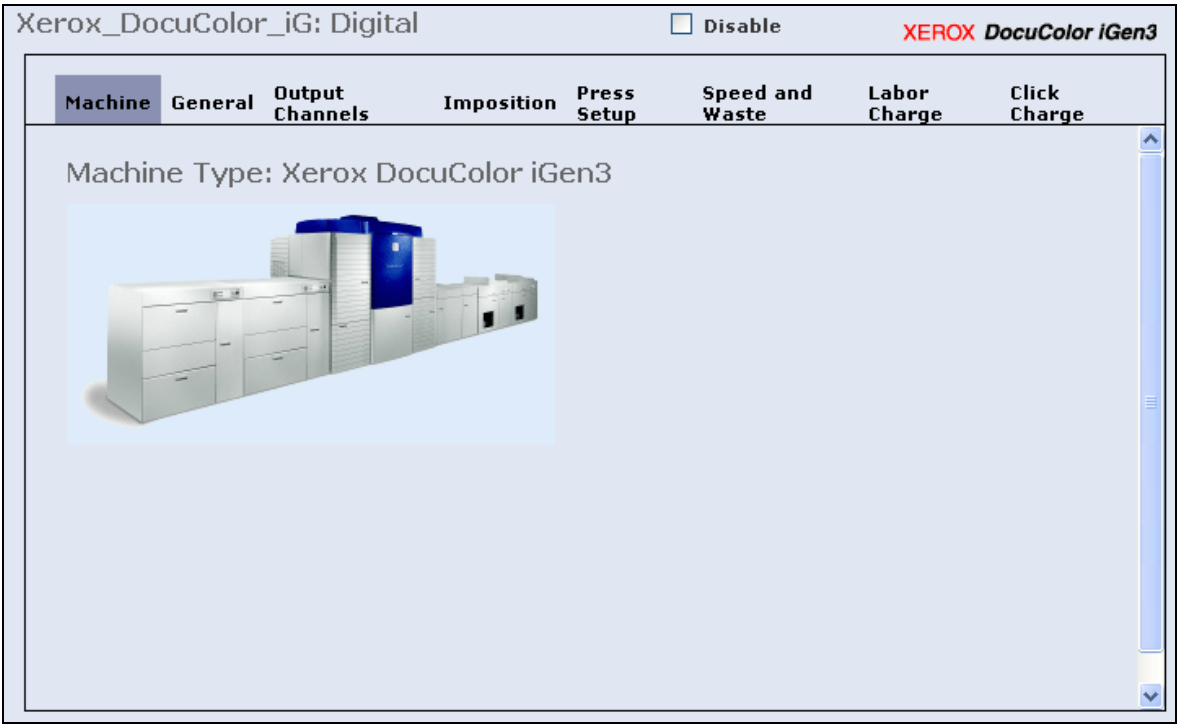 Xerox_DocuColor_iG: Digital Disable XEROX DocuColor iGen3
Machine General Output Channels Imposition Press Setup Speed and Waste Labor Charge Click Charge
Machine Type: Xerox DocuColor iGen3